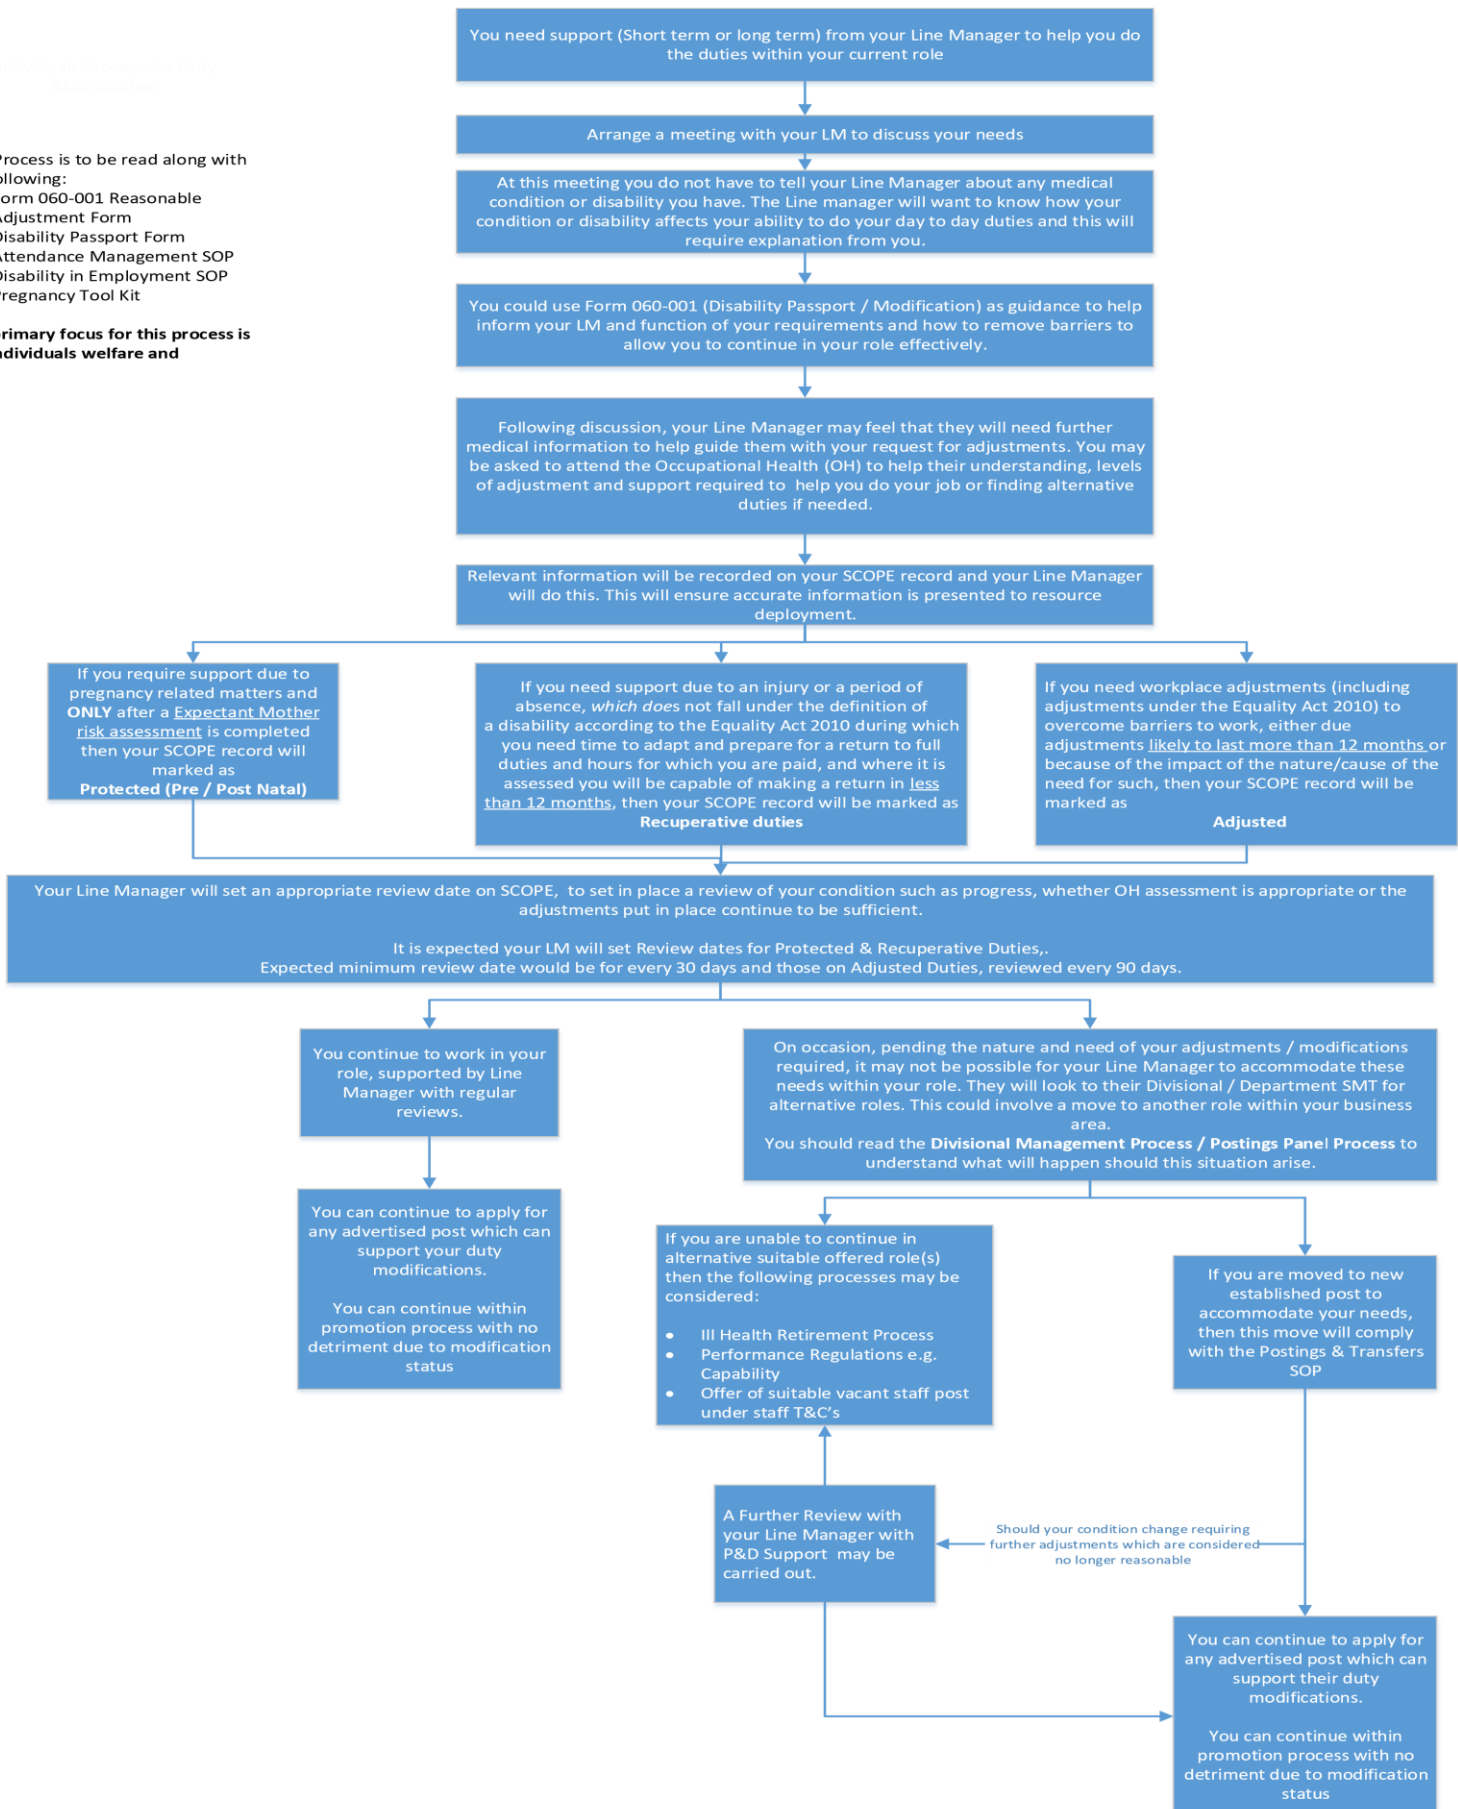 You need support (Short term or long term) from your Line Manager to help you do
the duties within your current role
Arrange a meeting with your LM to discuss your needs
Process is to be read along with
ollowing:
orm 060-001 Reasonable
Adjustment Form
Disability Passport Form
Attendance Management SOP
Disability in Employment SOP
Pregnancy Tool Kit
rimary focus for this process is
ndividuals welfare and
At this meeting you do not have to tell your Line Manager about any medical
condition or disability you have. The Line manager will want to know how your
condition or disability affects your ability to do your day to day duties and this will
require explanation from you.
You could use Form 060-001 (Disability Passport / Modification) as guidance to help
inform your LM and function of your requirements and how to remove barriers to
allow you to continue in your role effectively.
Following discussion, your Line Manager may feel that they will need further
medical information to help guide them with your request for adjustments. You may
be asked to attend the Occupational Health (OH) to help their understanding, levels
of adjustment and support required to help you do your job or finding alternative
duties if needed.
Relevant information will be recorded on your SCOPE record and your Line Manager
will do this. This will ensure accurate information is presented to resource
deployment.
If you require support due to
pregnancy related matters and
ONLY after a Expectant Mother
risk assessment is completed
then your SCOPE record will
marked as
Protected (Pre / Post Natal)
If you need support due to an injury or a period of
absence, which does not fall under the definition of
a disability according to the Equality Act 2010 during which
you need time to adapt and prepare for a return to full
duties and hours for which you are paid, and where it is
assessed you will be capable of making a return in less
than 12 months, then your SCOPE record will be marked as
Recuperative duties
If you need workplace adjustments (including
adjustments under the Equality Act 2010) to
overcome barriers to work, either due
adjustments likely to last more than 12 months or
because of the impact of the nature/cause of the
need for such, then your SCOPE record will be
marked as
Adjusted
Your Line Manager will set an appropriate review date on SCOPE, to set in place a review of your condition such as progress, whether OH assessment is appropriate or the
adjustments put in place continue to be sufficient.
It is expected your LM will set Review dates for Protected & Recuperative Duties,.
Expected minimum review date would be for every 30 days and those on Adjusted Duties, reviewed every 90 days.
You continue to work in your
role, supported by Line
Manager with regular
reviews.
On occasion, pending the nature and need of your adjustments / modifications
required, it may not be possible for your Line Manager to accommodate these
needs within your role. They will look to their Divisional / Department SMT for
alternative roles. This could involve a move to another role within your business
area.
You should read the Divisional Management Process / Postings Panel Process to
understand what will happen should this situation arise.
You can continue to apply for
any advertised post which can
support your duty
modifications.
You can continue within
promotion process with no
detriment due to modification
status
If you are unable to continue in
alternative suitable offered role(s)
then the following processes may be
considered:
● Ill Health Retirement Process
● Performance Regulations e.g.
Capability
● Offer of suitable vacant staff post
under staff T&C's
If you are moved to new
established post to
accommodate your needs,
then this move will comply
with the Postings & Transfers
SOP
A Further Review with
your Line Manager with
P&D Support may be
carried out.
Should your condition change requiring
further adjustments which are considered
no longer reasonable
You can continue to apply for
any advertised post which can
support their duty
modifications.
You can continue within
promotion process with no
detriment due to modification
status